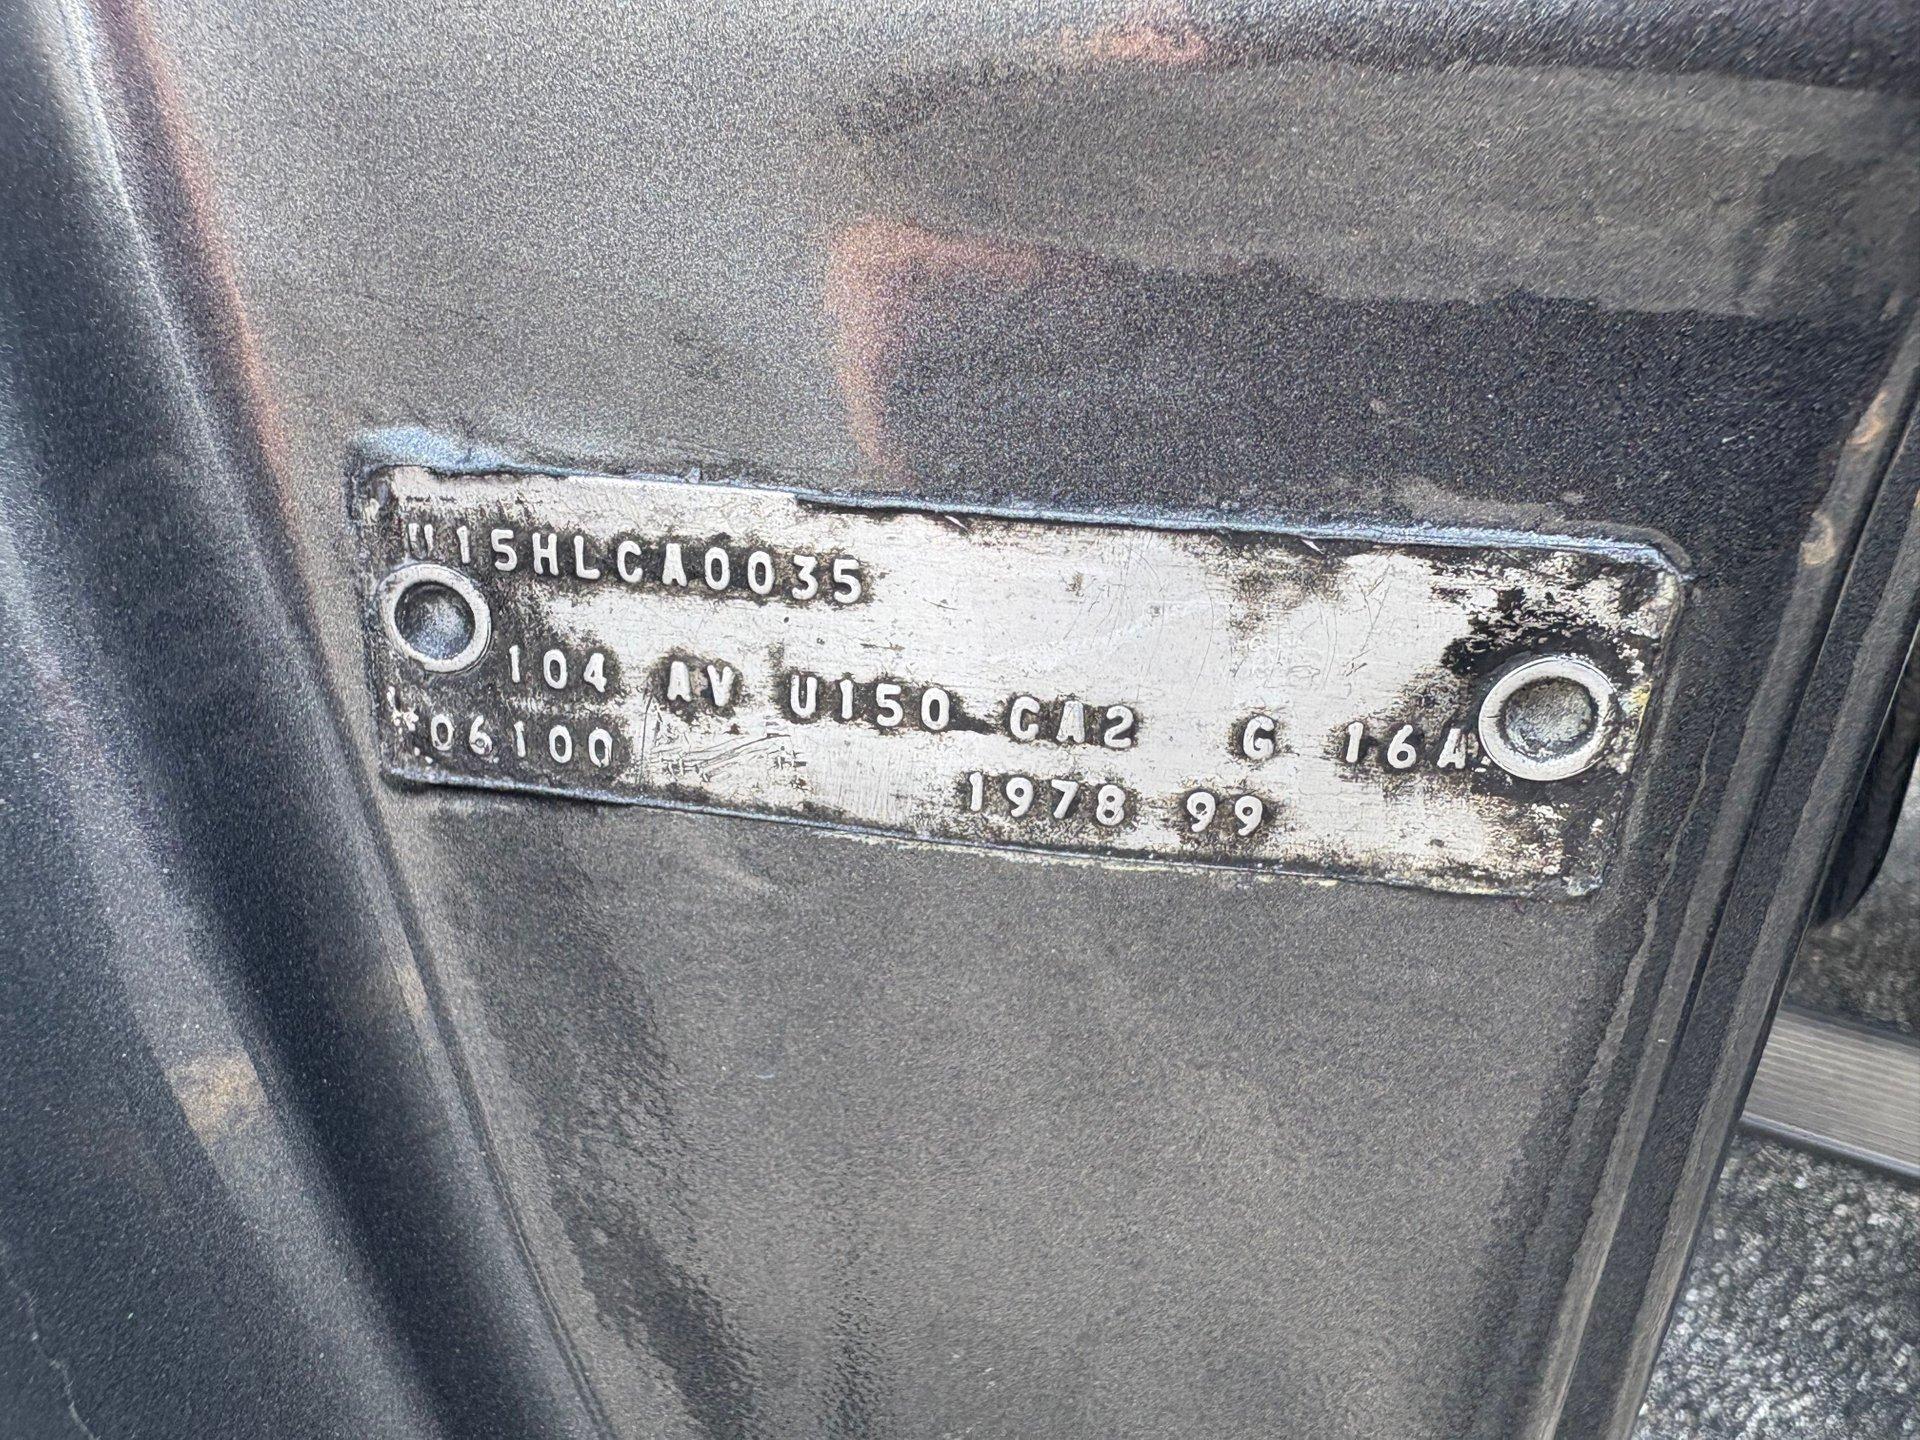 U15HLCA0035
104 AV U150 CA2 G 16A
*06100
1978 99